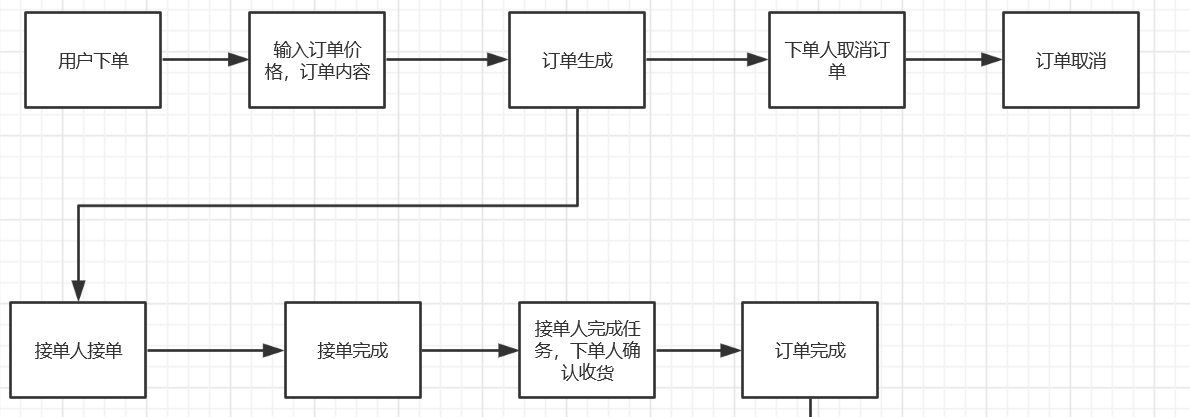 用户下单
输入订单价
格，订单内容
订单生成
下单人取消订
单
订单取消
接单人接单
接单完成
接单人完成任
务，下单人确
认收货
订单完成